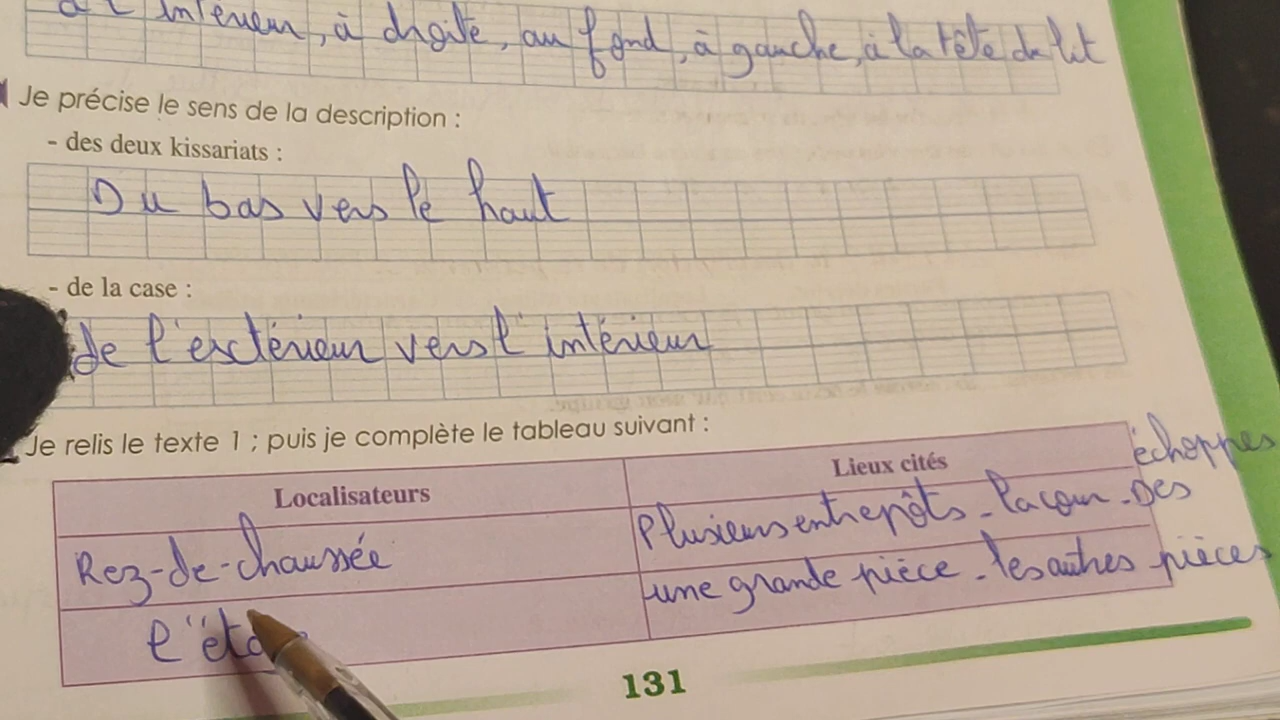 à l'intérieur, à droite, au fond, à gauche, à la tête de lit
Je précise le sens de la description :
- des deux kissariats :
Du bas vers le haut
- de la case :
de l'extérieur vers l'intérieur
Je relis le texte 1 ; puis je complète le tableau suivant :
Localisateurs
Lieux cités
Rez-de-chaussée
Plusieurs entrepôts - la cour - Des échoppes
l'éta
une grande pièce - les autres pièces
131